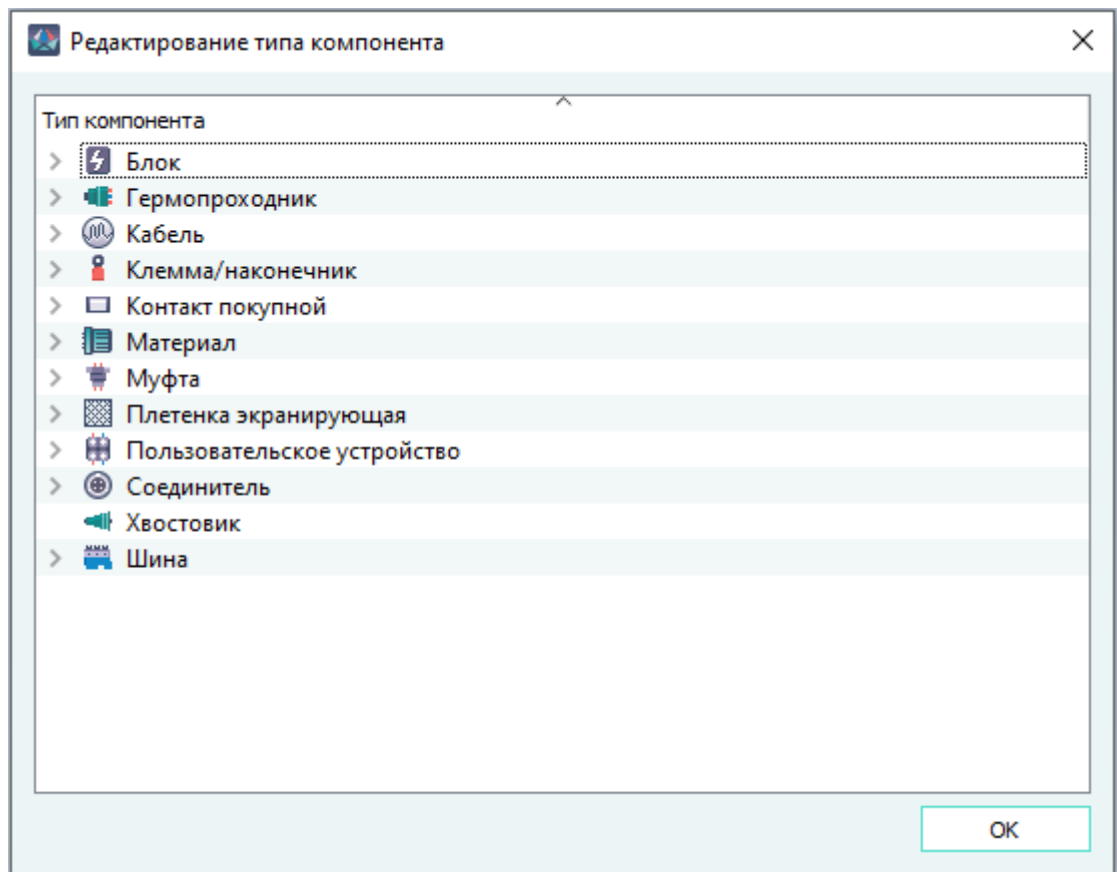 Редактирование типа компонента
Тип компонента
Блок
Гермопроходник
Кабель
Клемма/наконечник
Контакт покупной
Материал
Муфта
Плетенка экранирующая
Пользовательское устройство
Соединитель
Хвостовик
Шина
OK